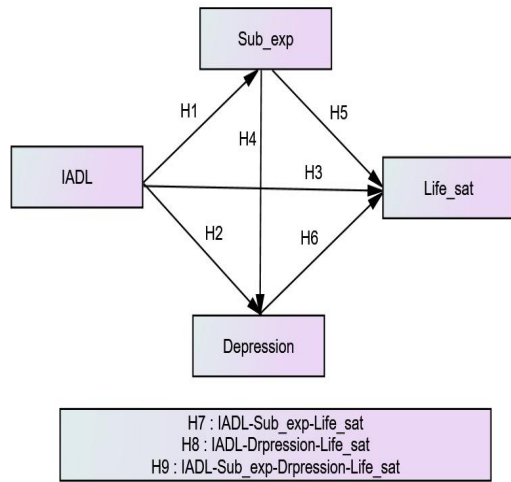 Sub_exp
H1
H4
H5
IADL
H3
Life_sat
H2
H6
Depression
H7 : IADL-Sub_exp-Life_sat
H8 : IADL-Drpression-Life_sat
H9 : IADL-Sub_exp-Drpression-Life_sat